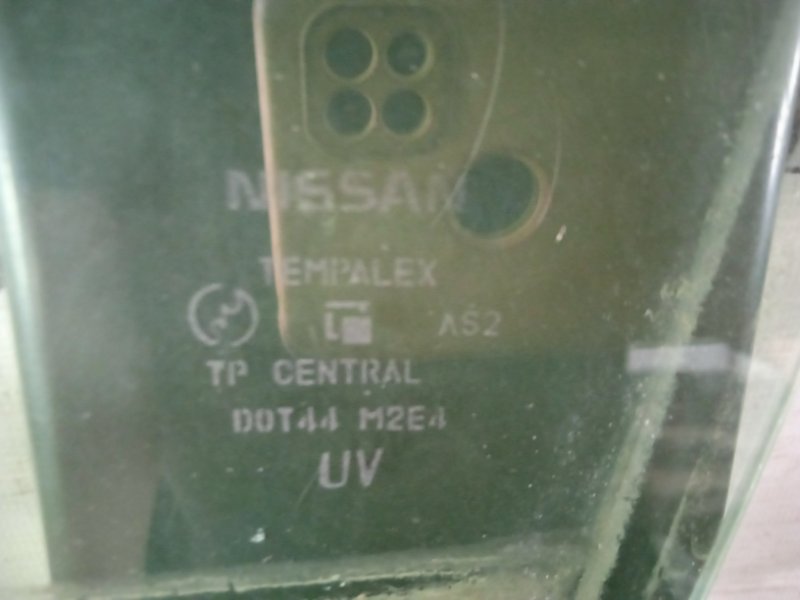 NISSAN
TEMPALEX
AS2
TP CENTRAL
DOT44 M2E4
UV